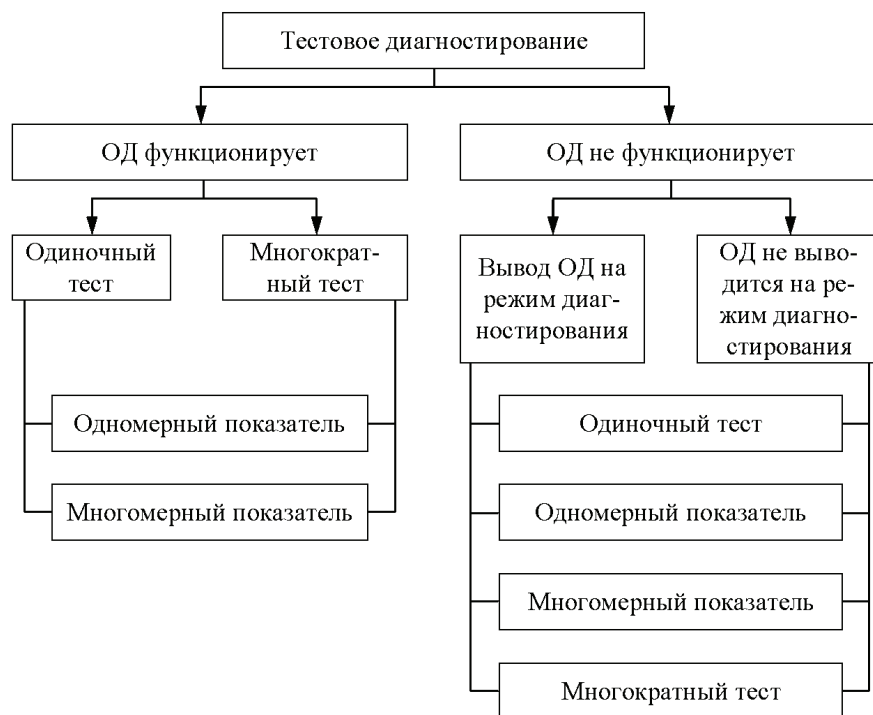 Тестовое диагностирование
ОД функционирует
ОД не функционирует
Одиночный
тест
Многократ-
ный тест
Вывод ОД на
режим диаг-
ностирования
ОД не выво-
дится на ре-
жим диагно-
стирования
Одномерный показатель
Многомерный показатель
Одиночный тест
Одномерный показатель
Многомерный показатель
Многократный тест